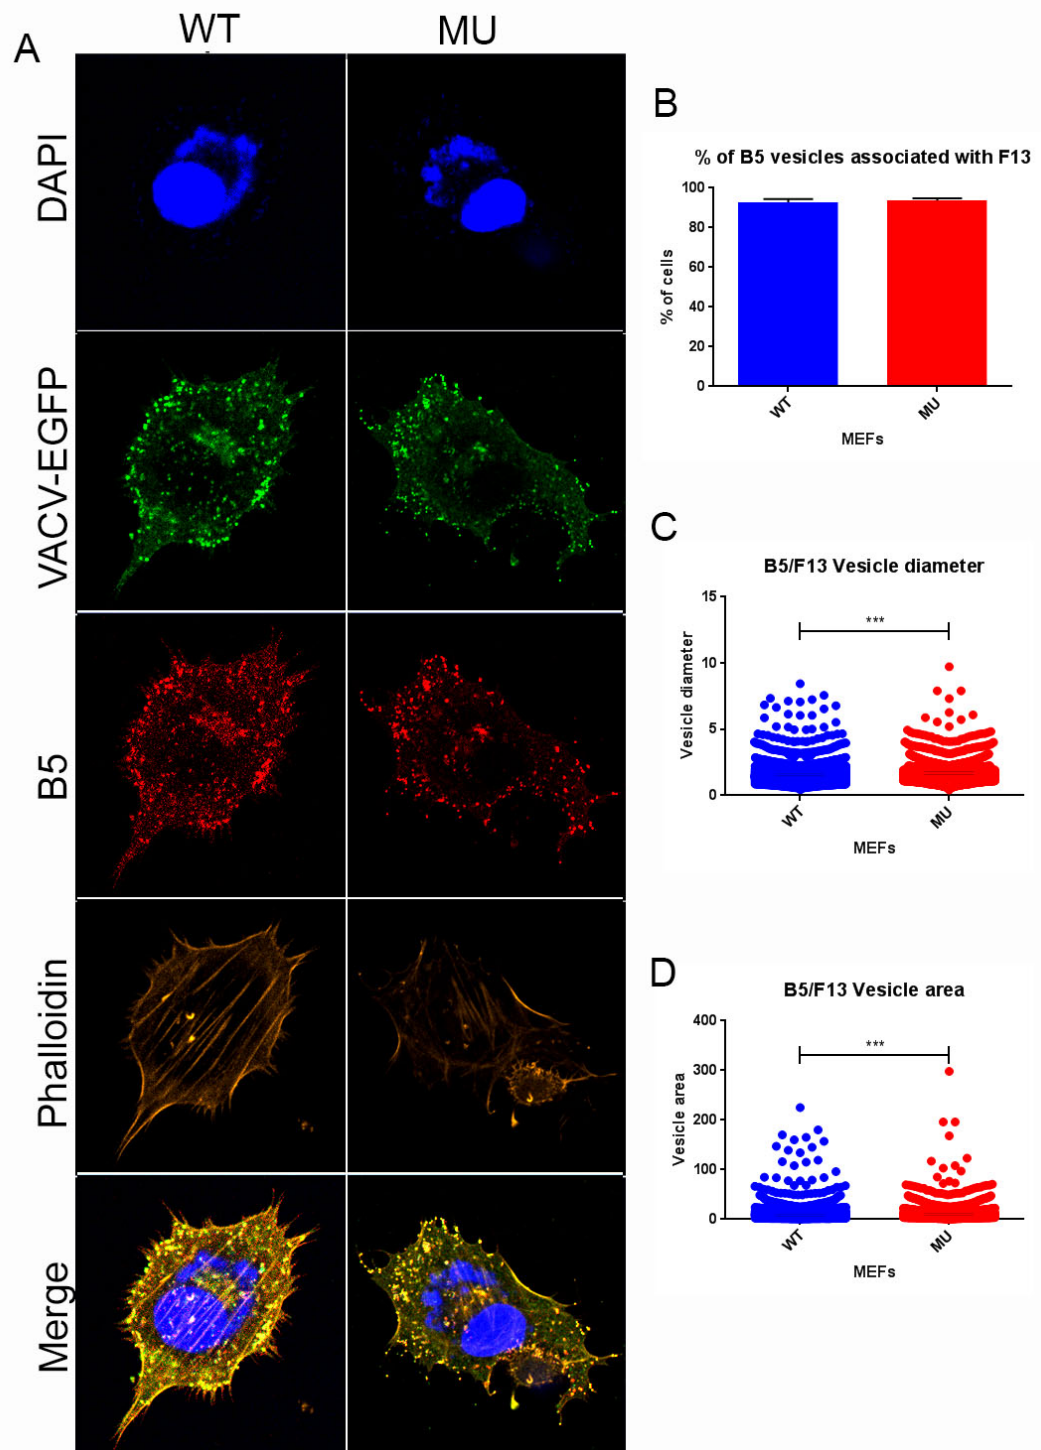 A
WT
MU
DAPI
VACV-EGFP
B5
Phalloidin
Merge
B
% of B5 vesicles associated with F13
% of cells
100
80
60
40
20
0
WT
MU
MEFs
C
B5/F13 Vesicle diameter
Vesicle diameter
15
10
5
0
***
WT
MU
MEFs
D
B5/F13 Vesicle area
Vesicle area
400
300
200
100
0
***
WT
MU
MEFs